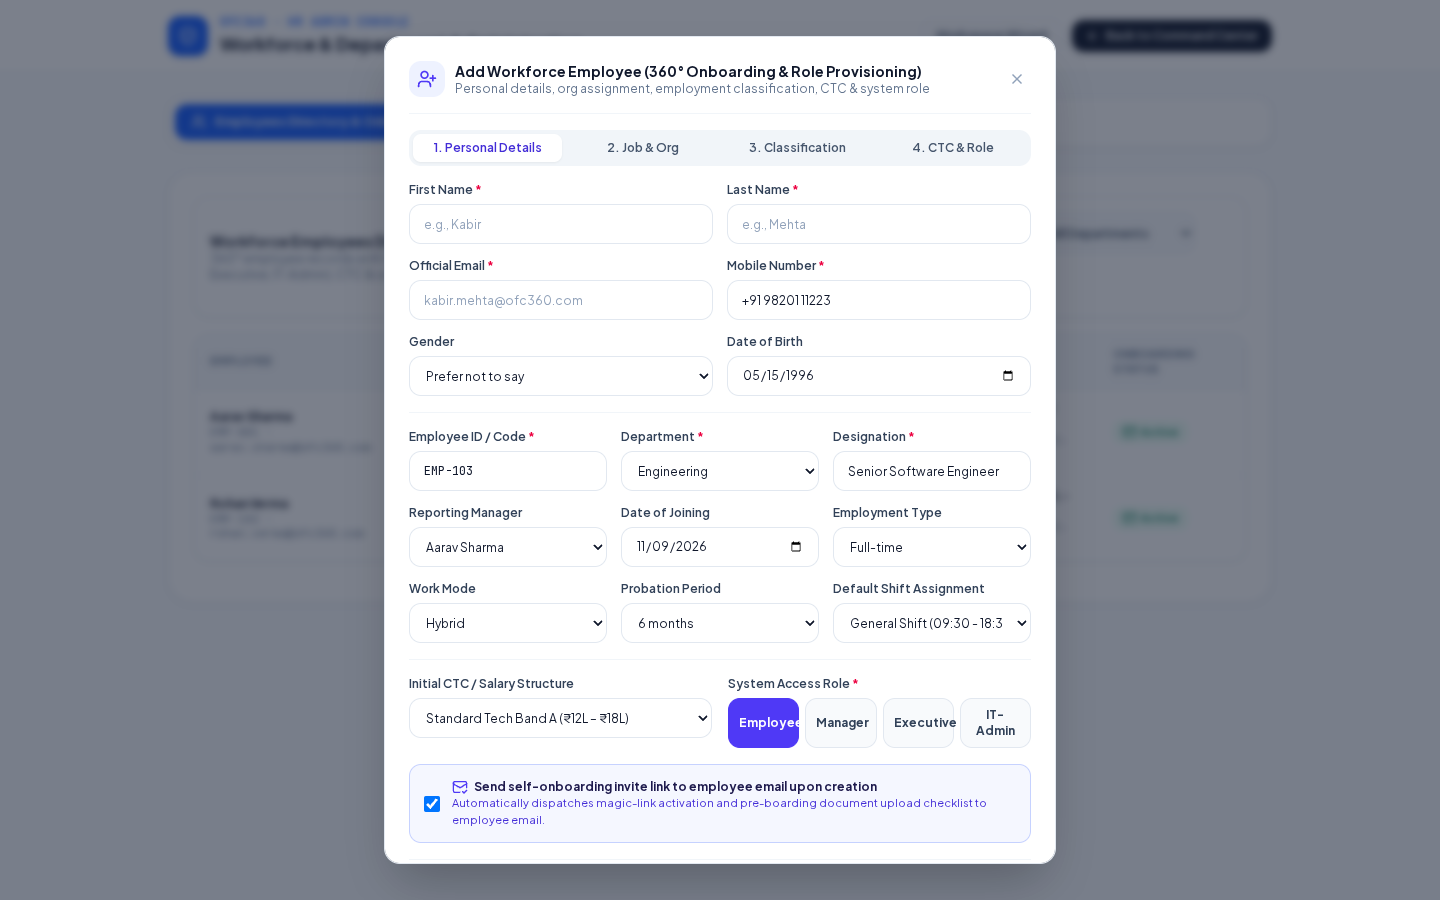 Add Workforce Employee (360° Onboarding & Role Provisioning)
Personal details, org assignment, employment classification, CTC & system role
1. Personal Details
2. Job & Org
3. Classification
4. CTC & Role
First Name *
Last Name *
e.g., Kabir
e.g., Mehta
Official Email *
Mobile Number *
kabir.mehta@ofc360.com
+91 9820111223
Gender
Date of Birth
Prefer not to say
05/15/1996
Employee ID / Code *
Department *
Designation *
EMP-103
Engineering
Senior Software Engineer
Reporting Manager
Date of Joining
Employment Type
Aarav Sharma
11/09/2026
Full-time
Work Mode
Probation Period
Default Shift Assignment
Hybrid
6 months
General Shift (09:30 - 18:3
Initial CTC / Salary Structure
System Access Role *
Standard Tech Band A (₹12L – ₹18L)
Employee
Manager
Executive
IT-
Admin
Send self-onboarding invite link to employee email upon creation
Automatically dispatches magic-link activation and pre-boarding document upload checklist to
employee email.